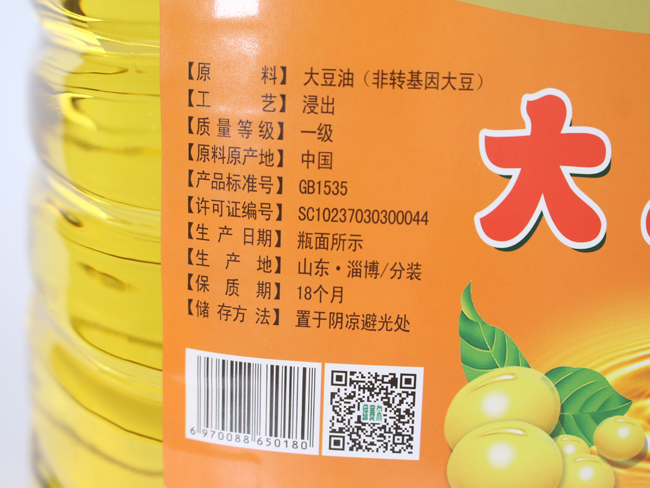 【原 料】 大豆油（非转基因大豆）
【工 艺】 浸出
【质量等级】 一级
【原料原产地】 中国
【产品标准号】 GB1535
【许可证编号】 SC10237030300044
【生产日期】 瓶面所示
【生 产 地】 山东·淄博/分装
【保 质 期】 18个月
【储存方法】 置于阴凉避光处
大
6 970088 650180